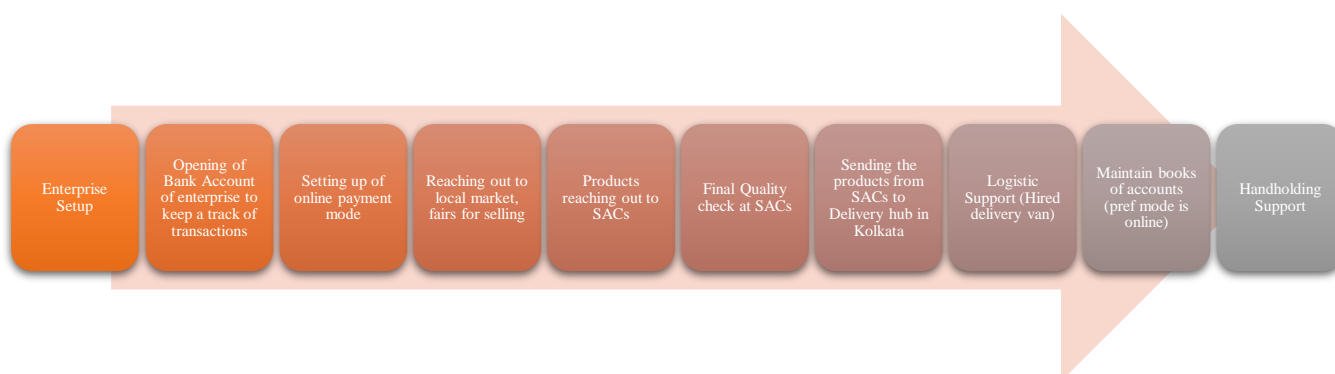 Enterprise
Setup
Opening of
Bank Account
of enterprise to
keep a track of
transactions
Setting up of
online payment
mode
Reaching out to
local market,
fairs for selling
Products
reaching out to
SACs
Final Quality
check at SACs
Sending the
products from
SACs to
Delivery hub in
Kolkata
Logistic
Support (Hired
delivery van)
Maintain books
of accounts
(pref mode is
online)
Handholding
Support